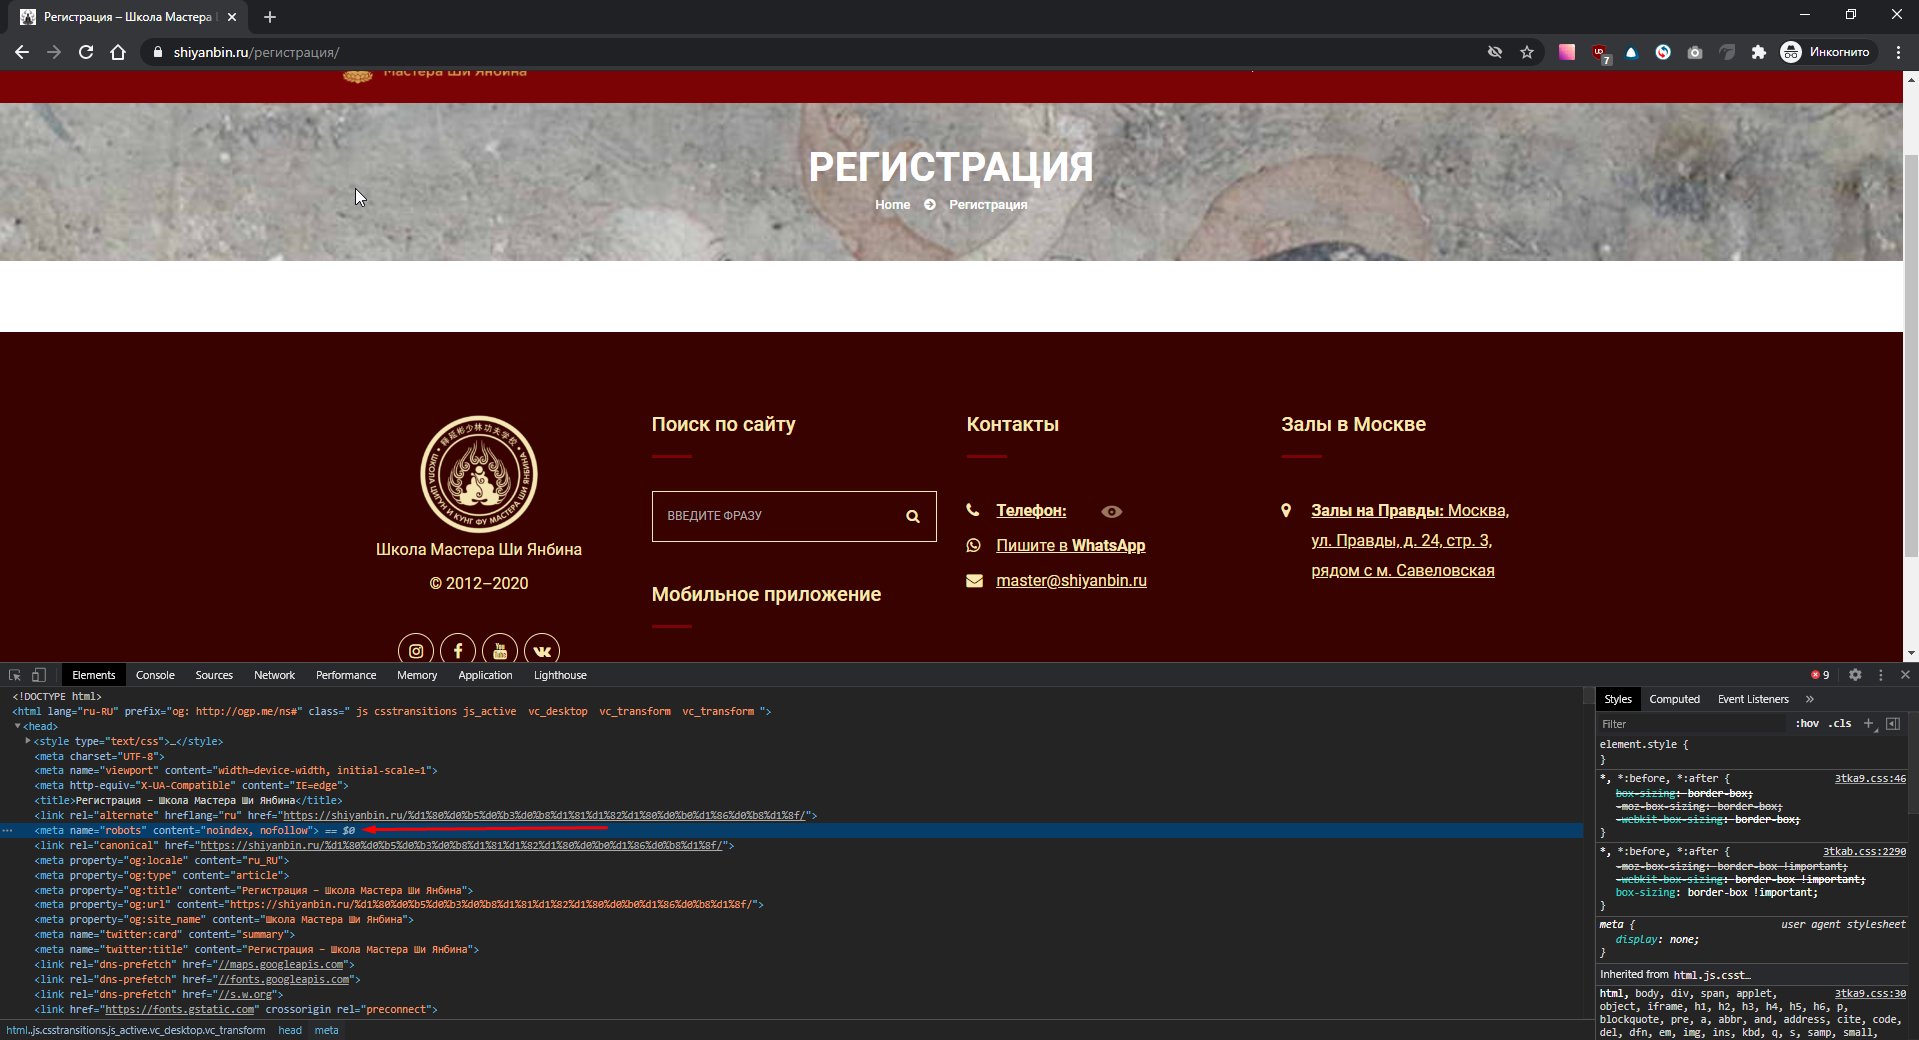 Регистрация – Школа Мастера
shiyanbin.ru/регистрация/
7
Инкогнито
Мастера Ши Янбина
РЕГИСТРАЦИЯ
Home Регистрация
Поиск по сайту
Контакты
Залы в Москве
ВВЕДИТЕ ФРАЗУ
Телефон:
Пишите в WhatsApp
master@shiyanbin.ru
Залы на Правды: Москва,
ул. Правды, д. 24, стр. 3,
рядом с м. Савеловская
Школа Мастера Ши Янбина
© 2012–2020
Мобильное приложение
You
Elements Console Sources Network Performance Memory Application Lighthouse 9
<!DOCTYPE html>
<html lang="ru-RU" prefix="og: http://ogp.me/ns#" class=" js csstransitions js_active  vc_desktop  vc_transform  vc_transform ">
<head>
<style type="text/css">…</style>
<meta charset="UTF-8">
<meta name="viewport" content="width=device-width, initial-scale=1">
<meta http-equiv="X-UA-Compatible" content="IE=edge">
<title>Регистрация – Школа Мастера Ши Янбина</title>
<link rel="alternate" hreflang="ru" href="https://shiyanbin.ru/%d1%80%d0%b5%d0%b3%d0%b8%d1%81%d1%82%d1%80%d0%b0%d1%86%d0%b8%d1%8f/">
<meta name="robots" content="noindex, nofollow"> == $0
<link rel="canonical" href="https://shiyanbin.ru/%d1%80%d0%b5%d0%b3%d0%b8%d1%81%d1%82%d1%80%d0%b0%d1%86%d0%b8%d1%8f/">
<meta property="og:locale" content="ru_RU">
<meta property="og:type" content="article">
<meta property="og:title" content="Регистрация – Школа Мастера Ши Янбина">
<meta property="og:url" content="https://shiyanbin.ru/%d1%80%d0%b5%d0%b3%d0%b8%d1%81%d1%82%d1%80%d0%b0%d1%86%d0%b8%d1%8f/">
<meta property="og:site_name" content="Школа Мастера Ши Янбина">
<meta name="twitter:card" content="summary">
<meta name="twitter:title" content="Регистрация – Школа Мастера Ши Янбина">
<link rel="dns-prefetch" href="//maps.googleapis.com">
<link rel="dns-prefetch" href="//fonts.googleapis.com">
<link rel="dns-prefetch" href="//s.w.org">
<link href="https://fonts.gstatic.com" crossorigin rel="preconnect">
html.js.csstransitions.js_active.vc_desktop.vc_transform head meta
Styles Computed Event Listeners »
Filter :hov .cls +
element.style {
}
*, *:before, *:after { 3tka9.css:46
box-sizing: border-box;
-moz-box-sizing: border-box;
-webkit-box-sizing: border-box;
}
*, *:before, *:after { 3tkab.css:2290
-moz-box-sizing: border-box !important;
-webkit-box-sizing: border-box !important;
box-sizing: border-box !important;
}
meta { user agent stylesheet
display: none;
}
Inherited from html.js.csst…
html, body, div, span, applet, 3tka9.css:30
object, iframe, h1, h2, h3, h4, h5, h6, p,
blockquote, pre, a, abbr, and, address, cite, code,
del, dfn, em, img, ins, kbd, q, s, samp, small,